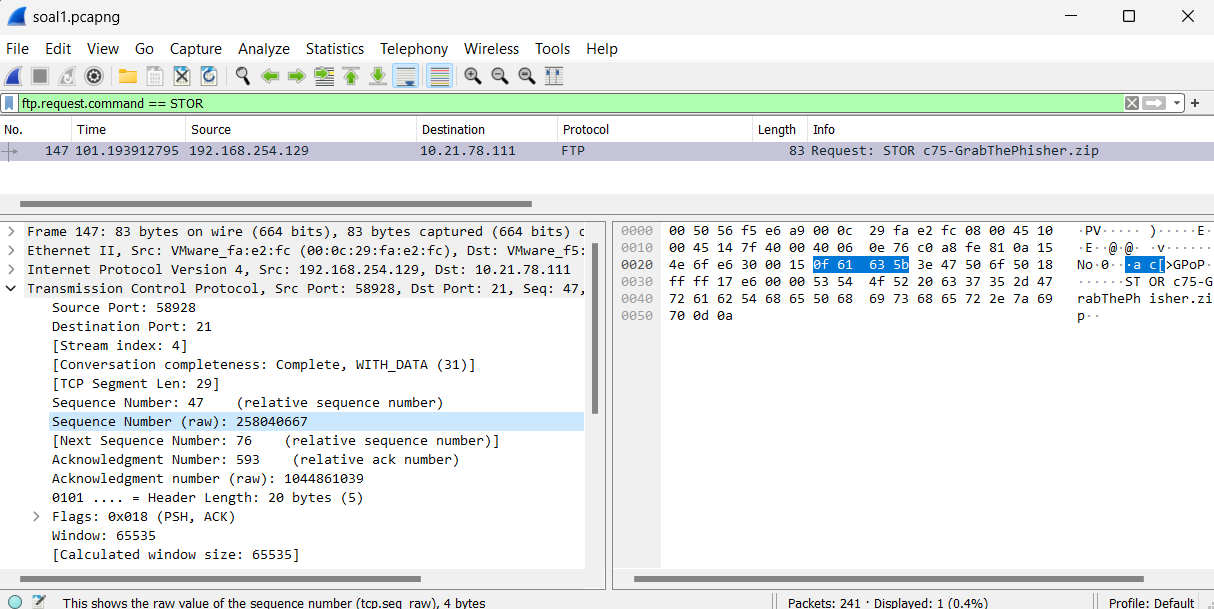 soal1.pcapng
File Edit View Go Capture Analyze Statistics Telephony Wireless Tools Help
ftp.request.command == STOR
No. Time Source Destination Protocol Length Info
147 101.193912795 192.168.254.129 10.21.78.111 FTP 83 Request: STOR c75-GrabThePhisher.zip
Frame 147: 83 bytes on wire (664 bits), 83 bytes captured (664 bits) c
Ethernet II, Src: VMware_fa:e2:fc (00:0c:29:fa:e2:fc), Dst: VMware_f5:
Internet Protocol Version 4, Src: 192.168.254.129, Dst: 10.21.78.111
Transmission Control Protocol, Src Port: 58928, Dst Port: 21, Seq: 47,
Source Port: 58928
Destination Port: 21
[Stream index: 4]
[Conversation completeness: Complete, WITH_DATA (31)]
[TCP Segment Len: 29]
Sequence Number: 47 (relative sequence number)
Sequence Number (raw): 258040667
[Next Sequence Number: 76 (relative sequence number)]
Acknowledgment Number: 593 (relative ack number)
Acknowledgment number (raw): 1044861039
0101 .... = Header Length: 20 bytes (5)
Flags: 0x018 (PSH, ACK)
Window: 65535
[Calculated window size: 65535]
0000 00 50 56 f5 e6 a9 00 0c 29 fa e2 fc 08 00 45 10 ·PV····· )·····E·
0010 00 45 14 7f 40 00 40 06 0e 76 c0 a8 fe 81 0a 15 ·E··@·@· ·v······
0020 4e 6f e6 30 00 15 0f 61 63 5b 3e 47 50 6f 50 18 No·0···a c[>GPoP·
0030 ff ff 17 e6 00 00 53 54 4f 52 20 63 37 35 2d 47 ······ST OR c75-G
0040 72 61 62 54 68 65 50 68 69 73 68 65 72 2e 7a 69 rabThePh isher.zi
0050 70 0d 0a p··
This shows the raw value of the sequence number (tcp.seq_raw), 4 bytes
Packets: 241 · Displayed: 1 (0.4%)
Profile: Default